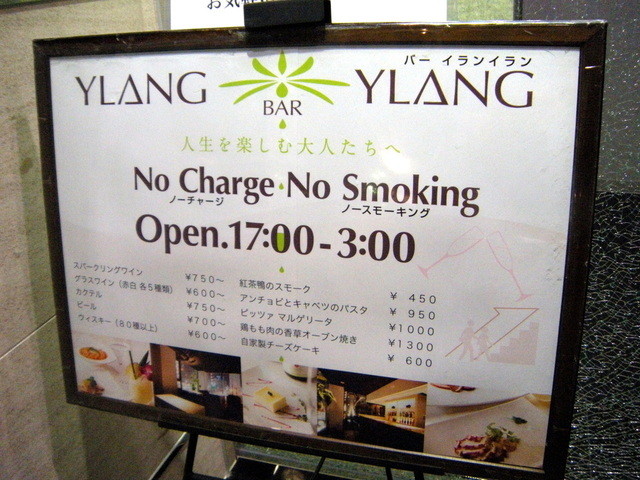 お気軽
バー イランイラン
YLANG BAR YLANG
人生を楽しむ大人たちへ
No Charge・No Smoking
ノーチャージ ノースモーキング
Open.17:00-3:00
スパークリングワイン ¥750～
グラスワイン（赤白 各5種類） ¥600～
カクテル ¥750～
ビール ¥700～
ウィスキー（80種以上） ¥600～
紅茶鴨のスモーク ¥ 450
アンチョビとキャベツのパスタ ¥ 950
ピッツァ マルゲリータ ¥1000
鶏もも肉の香草オーブン焼き ¥1300
自家製チーズケーキ ¥ 600